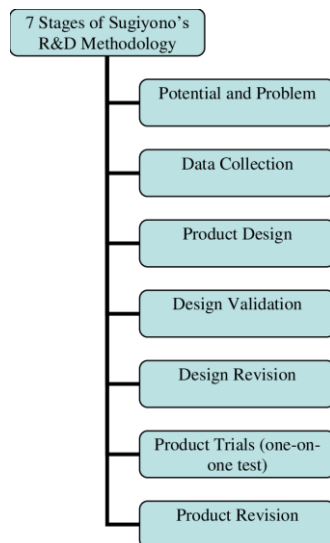 7 Stages of Sugiyono's
R&D Methodology
Potential and Problem
Data Collection
Product Design
Design Validation
Design Revision
Product Trials (one-on-
one test)
Product Revision